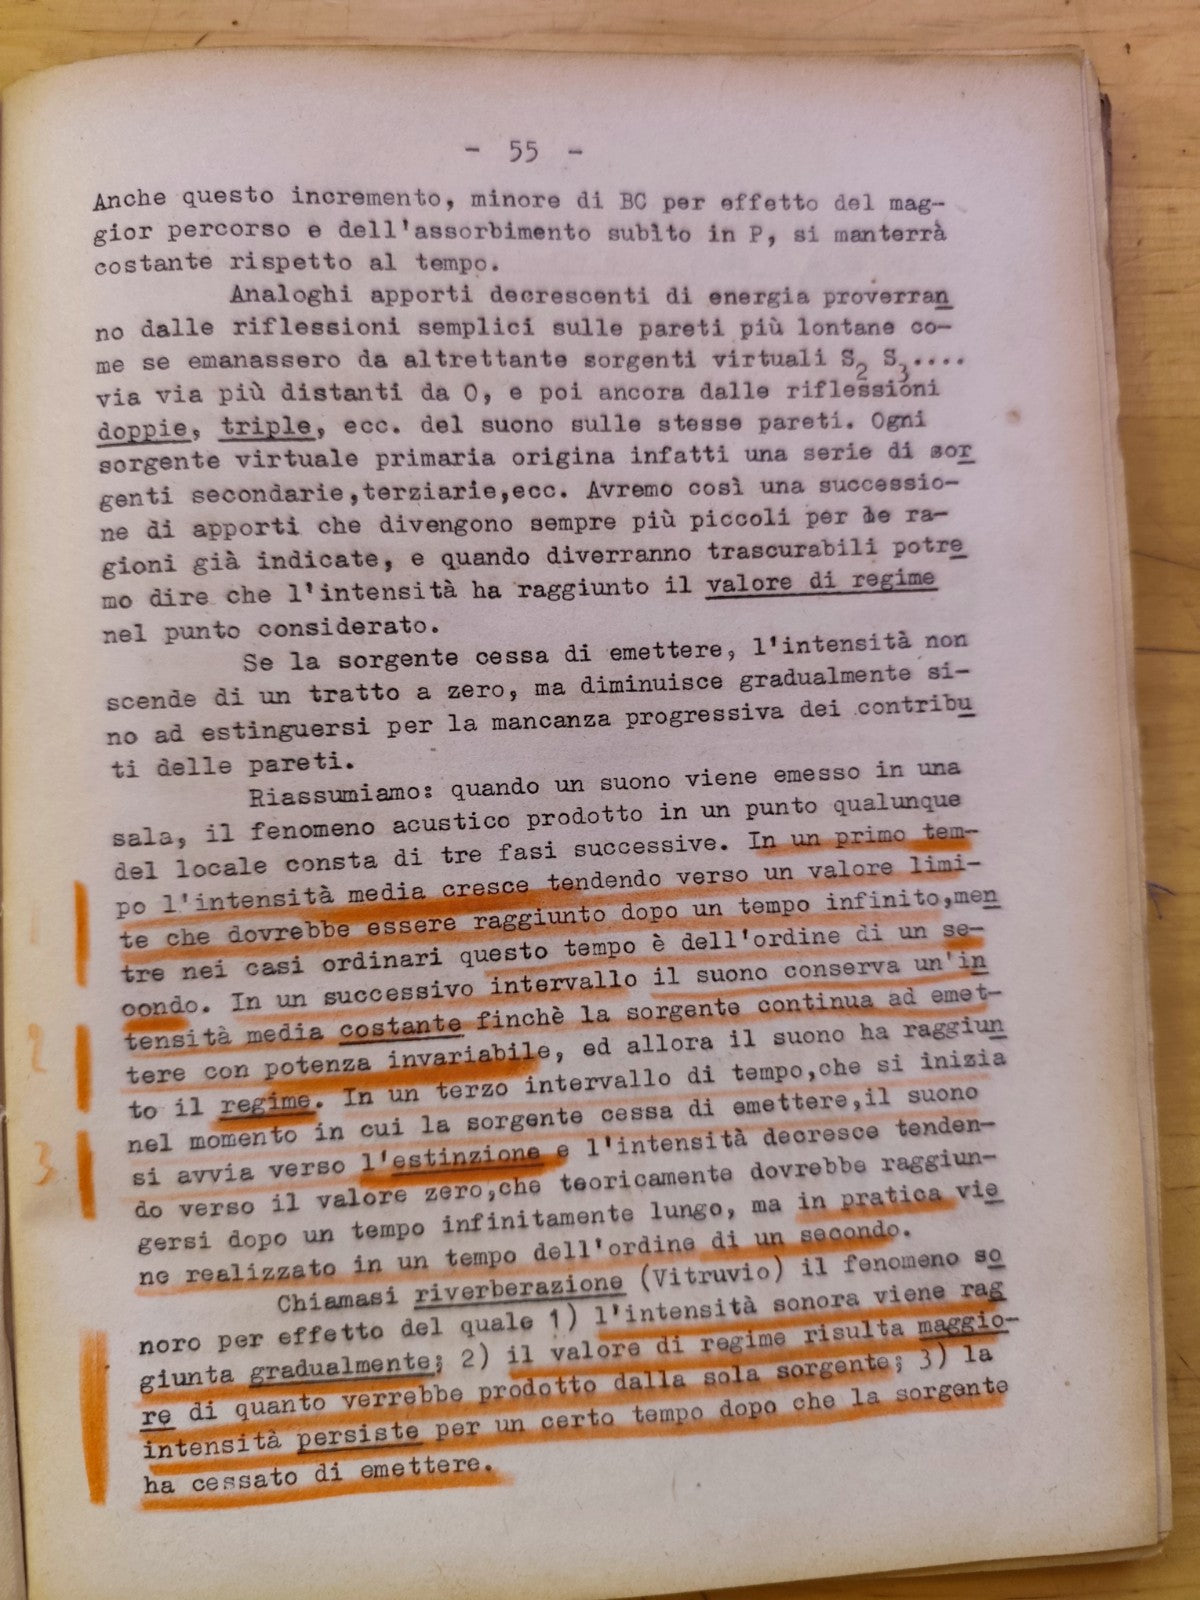 - 55 -
Anche questo incremento, minore di BC per effetto del mag-
gior percorso e dell'assorbimento subito in P, si manterrà
costante rispetto al tempo.
Analoghi apporti decrescenti di energia proverran
no dalle riflessioni semplici sulle pareti più lontane co-
me se emanassero da altrettante sorgenti virtuali S2 S3....
via via più distanti da O, e poi ancora dalle riflessioni
doppie, triple, ecc. del suono sulle stesse pareti. Ogni
sorgente virtuale primaria origina infatti una serie di sor
genti secondarie,terziarie,ecc. Avremo così una successio-
ne di apporti che divengono sempre più piccoli per le ra-
gioni già indicate, e quando diverranno trascurabili potre
mo dire che l'intensità ha raggiunto il valore di regime
nel punto considerato.
Se la sorgente cessa di emettere, l'intensità non
scende di un tratto a zero, ma diminuisce gradualmente si-
no ad estinguersi per la mancanza progressiva dei contribu
ti delle pareti.
Riassumiamo: quando un suono viene emesso in una
sala, il fenomeno acustico prodotto in un punto qualunque
del locale consta di tre fasi successive. In un primo tem-
po l'intensità media cresce tendendo verso un valore limi-
te che dovrebbe essere raggiunto dopo un tempo infinito,men
tre nei casi ordinari questo tempo è dell'ordine di un se-
condo. In un successivo intervallo il suono conserva un'in
tensità media costante finchè la sorgente continua ad emet-
tere con potenza invariabile, ed allora il suono ha raggiun
to il regime. In un terzo intervallo di tempo,che si inizia
nel momento in cui la sorgente cessa di emettere,il suono
si avvia verso l'estinzione e l'intensità decresce tenden-
do verso il valore zero,che teoricamente dovrebbe raggiun-
gersi dopo un tempo infinitamente lungo, ma in pratica vie
ne realizzato in un tempo dell'ordine di un secondo.
Chiamasi riverberazione (Vitruvio) il fenomeno so
noro per effetto del quale 1) l'intensità sonora viene rag
giunta gradualmente; 2) il valore di regime risulta maggio-
re di quanto verrebbe prodotto dalla sola sorgente; 3) la
intensità persiste per un certo tempo dopo che la sorgente
ha cessato di emettere.
1
2
3